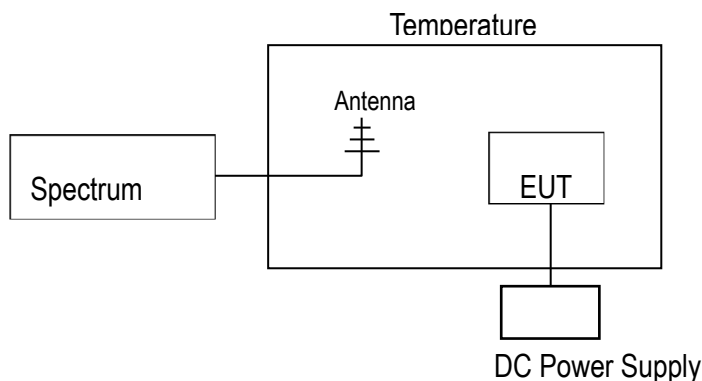 Temperature
Antenna
Spectrum
EUT
DC Power Supply